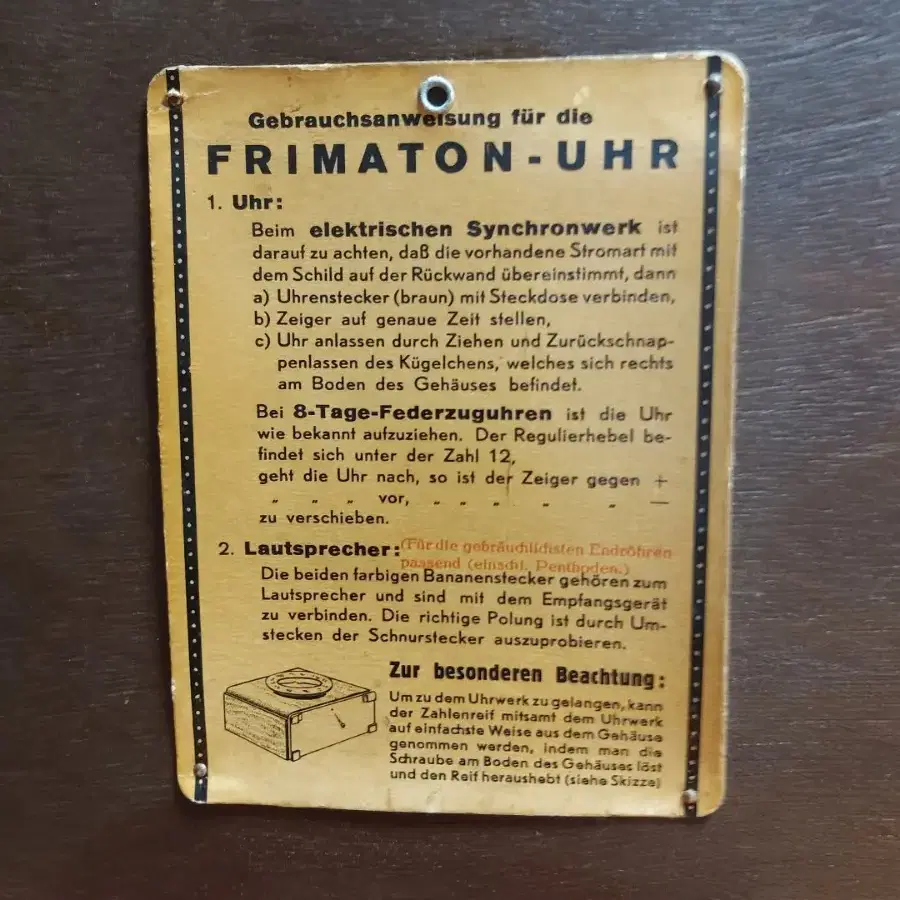 Gebrauchsanweisung für die
FRIMATON-UHR
1. Uhr:
Beim elektrischen Synchronwerk ist
darauf zu achten, daß die vorhandene Stromart mit
dem Schild auf der Rückwand übereinstimmt, dann
a) Uhrenstecker (braun) mit Steckdose verbinden,
b) Zeiger auf genaue Zeit stellen,
c) Uhr anlassen durch Ziehen und Zurückschnap-
penlassen des Kügelchens, welches sich rechts
am Boden des Gehäuses befindet.
Bei 8-Tage-Federzuguhren ist die Uhr
wie bekannt aufzuziehen. Der Regulierhebel be-
findet sich unter der Zahl 12,
geht die Uhr nach, so ist der Zeiger gegen +
„ „ „ vor, „ „ „ „ „ —
zu verschieben.
2. Lautsprecher: (Für die gebräuchlichsten Endröhren
passend (einschl. Penthoden.)
Die beiden farbigen Bananenstecker gehören zum
Lautsprecher und sind mit dem Empfangsgerät
zu verbinden. Die richtige Polung ist durch Um-
stecken der Schnurstecker auszuprobieren.
Zur besonderen Beachtung:
Um zu dem Uhrwerk zu gelangen, kann
der Zahlenreif mitsamt dem Uhrwerk
auf einfachste Weise aus dem Gehäuse
genommen werden, indem man die
Schraube am Boden des Gehäuses löst
und den Reif heraushebt (siehe Skizze)